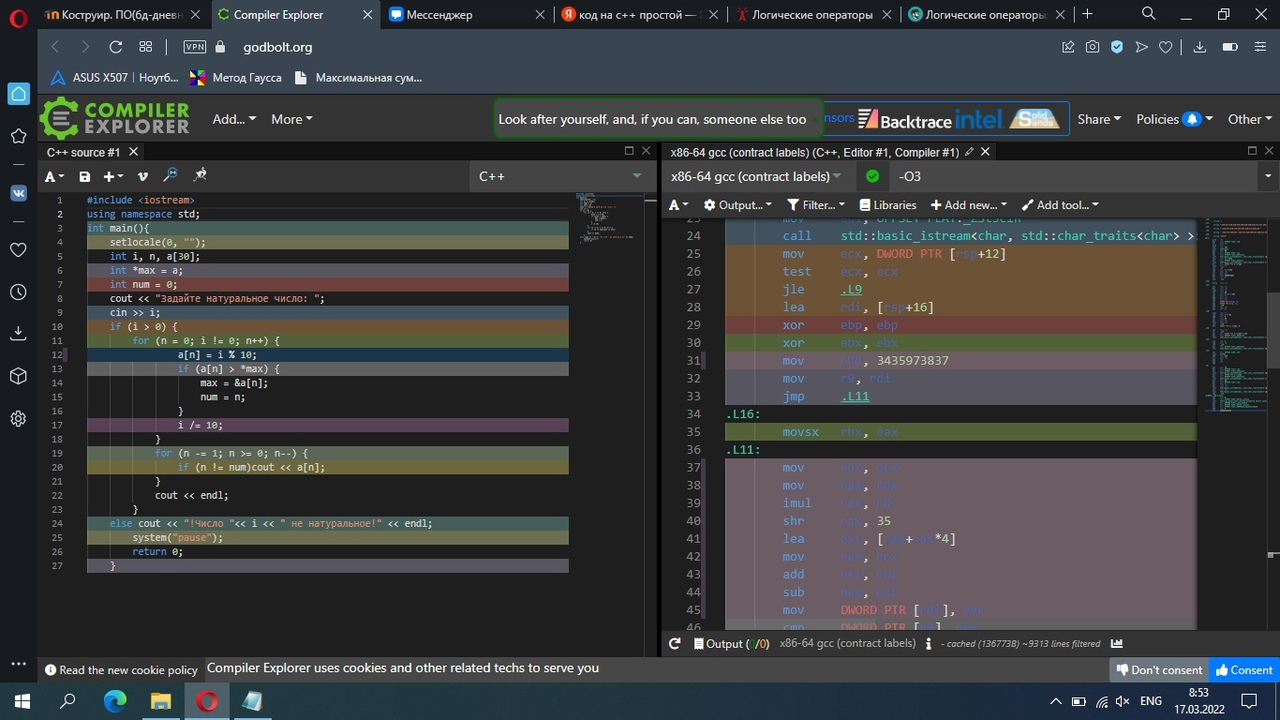 Конструир. ПО(бд-дневн
Compiler Explorer
Мессенджер
код на c++ простой —
Логические операторы
Логические операторы
VPN
godbolt.org
ASUS X507 | Ноутб...
Метод Гаусса
Максимальная сум...
COMPILER EXPLORER
Add...
More
Look after yourself, and, if you can, someone else too
nsors
Backtrace
intel
Solid Sands
Share
Policies
Other
C++ source #1
A
C++
1 #include <iostream>
2 using namespace std;
3 int main(){
4 setlocale(0, "");
5 int i, n, a[30];
6 int *max = a;
7 int num = 0;
8 cout << "Задайте натуральное число: ";
9 cin >> i;
10 if (i > 0) {
11 for (n = 0; i != 0; n++) {
12 a[n] = i % 10;
13 if (a[n] > *max) {
14 max = &a[n];
15 num = n;
16 }
17 i /= 10;
18 }
19 for (n -= 1; n >= 0; n--) {
20 if (n != num)cout << a[n];
21 }
22 cout << endl;
23 }
24 else cout << "!Число "<< i << " не натуральное!" << endl;
25 system("pause");
26 return 0;
27 }
x86-64 gcc (contract labels) (C++, Editor #1, Compiler #1)
x86-64 gcc (contract labels)
-O3
A
Output...
Filter...
Libraries
Add new...
Add tool...
24 call std::basic_istream<char, std::char_traits<char> >
25 mov ecx, DWORD PTR [rsp+12]
26 test ecx, ecx
27 jle .L9
28 lea rdi, [rsp+16]
29 xor ebp, ebp
30 xor ebx, ebx
31 mov , 3435973837
32 mov r9, rdi
33 jmp .L11
34 .L16:
35 movsx rbx, eax
36 .L11:
37 mov
38 mov
39 imul
40 shr , 35
41 lea
42 mov
43 add
44 sub
45 mov DWORD PTR
46 cmp DWORD PTR
Output (0/0)
x86-64 gcc (contract labels)
- cached (136773B) ~9313 lines filtered
Read the new cookie policy
Compiler Explorer uses cookies and other related techs to serve you
Don't consent
Consent
ENG
8:53
17.03.2022